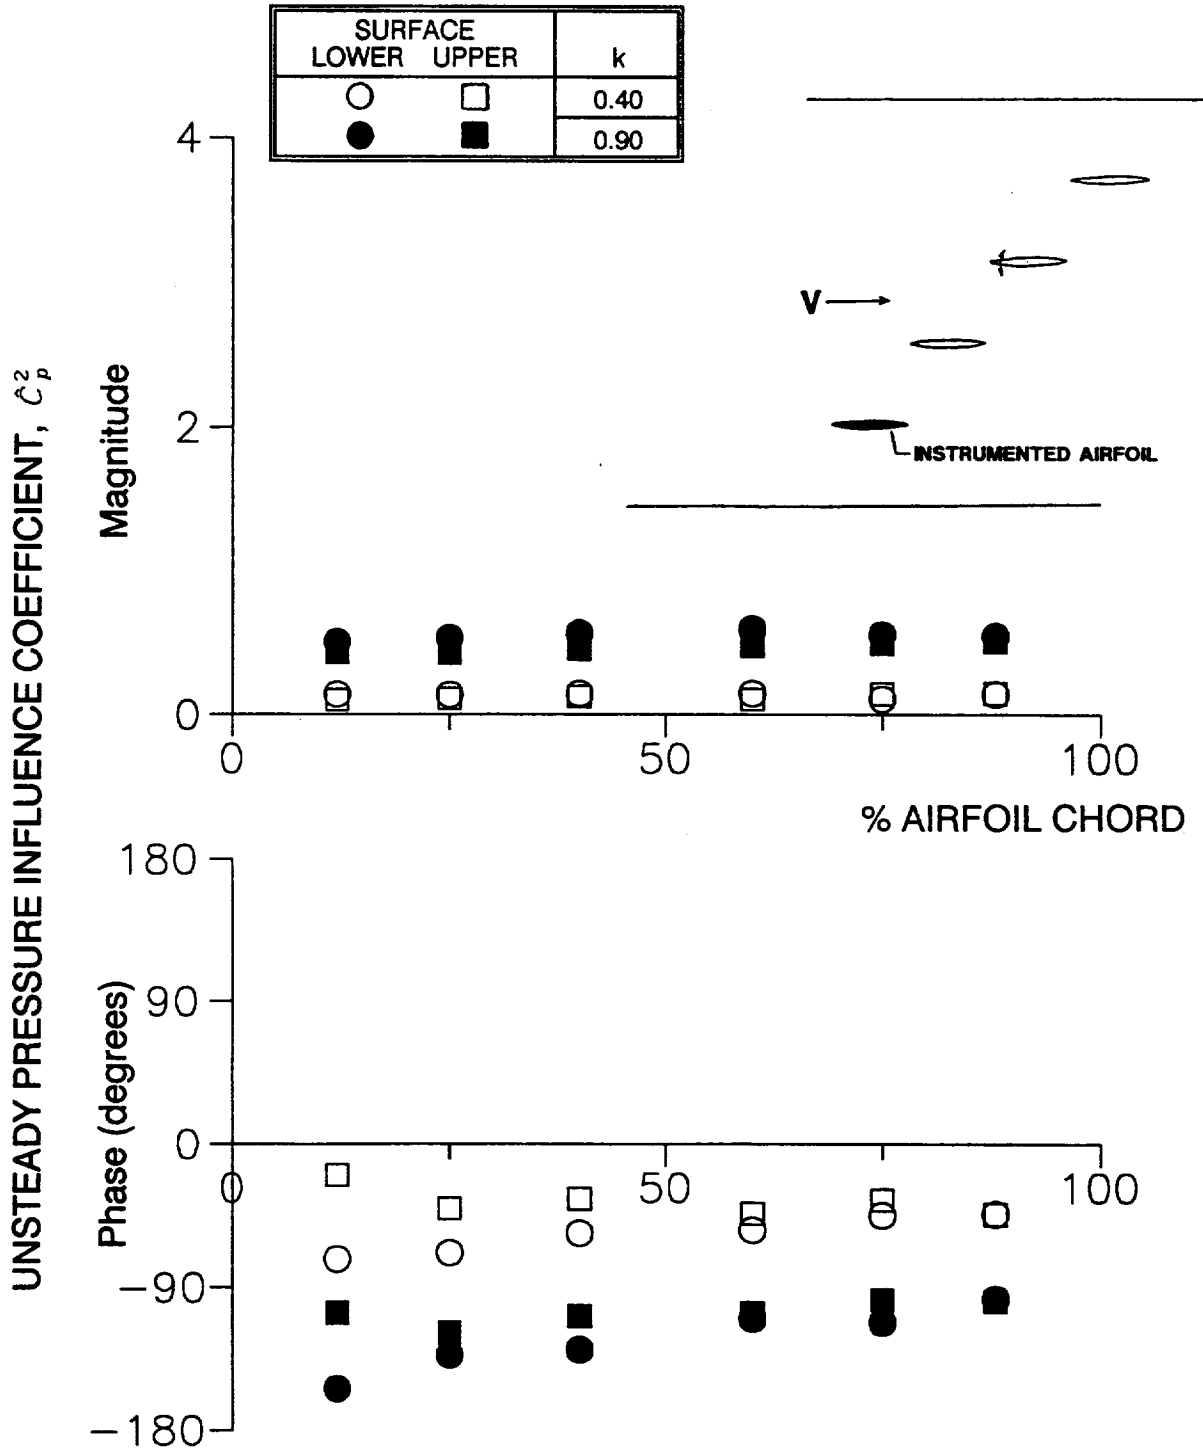 SURFACE
LOWER UPPER k
0.40
0.90
4
2
0
0 50 100
% AIRFOIL CHORD
V
INSTRUMENTED AIRFOIL
UNSTEADY PRESSURE INFLUENCE COEFFICIENT, Ĉ²ₚ
Magnitude
180
90
0
−90
−180
0 50 100
Phase (degrees)